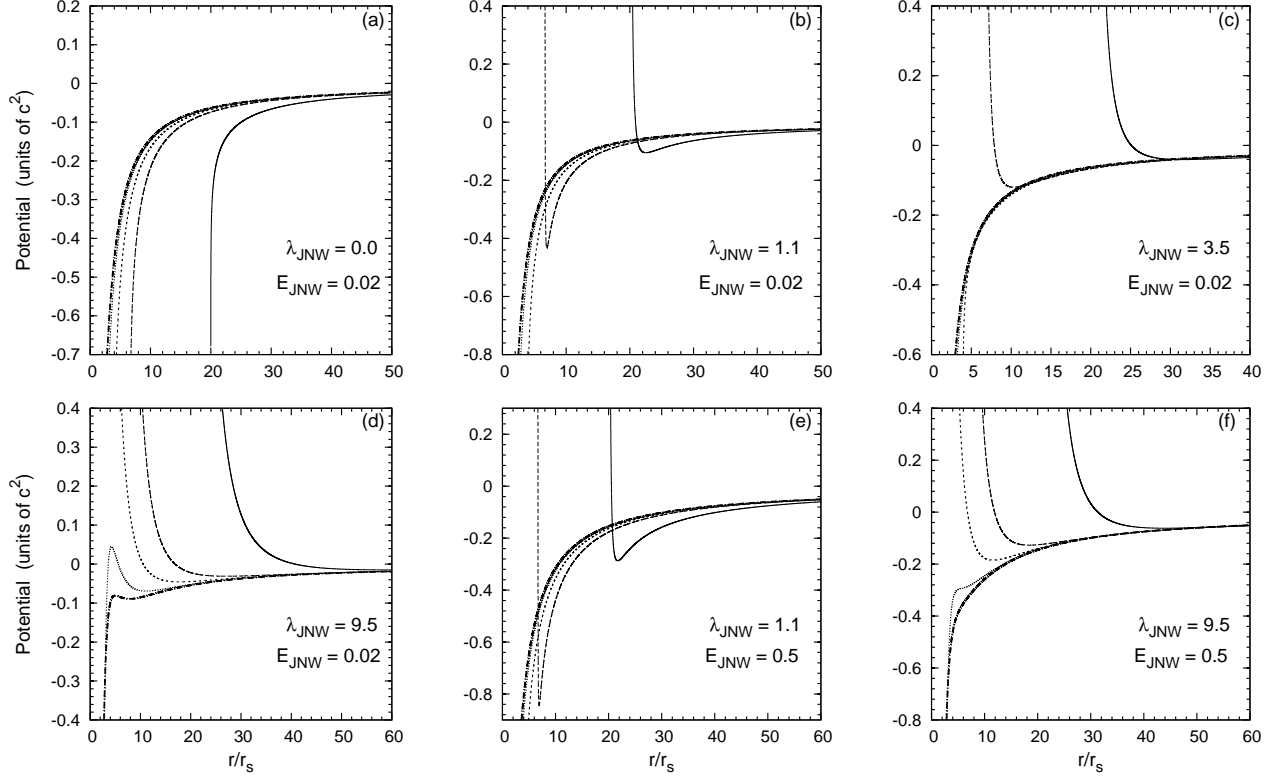 (a)
Potential (units of c²)
0.2
0.1
0
-0.1
-0.2
-0.3
-0.4
-0.5
-0.6
-0.7
λJNW = 0.0
EJNW = 0.02
0 10 20 30 40 50
(b)
0.4
0.2
0
-0.2
-0.4
-0.6
-0.8
λJNW = 1.1
EJNW = 0.02
0 10 20 30 40 50
(c)
0.4
0.2
0
-0.2
-0.4
-0.6
λJNW = 3.5
EJNW = 0.02
0 5 10 15 20 25 30 35 40
(d)
Potential (units of c²)
0.4
0.3
0.2
0.1
0
-0.1
-0.2
-0.3
-0.4
λJNW = 9.5
EJNW = 0.02
0 10 20 30 40 50 60
r/rs
(e)
0.2
0
-0.2
-0.4
-0.6
-0.8
λJNW = 1.1
EJNW = 0.5
0 10 20 30 40 50 60
r/rs
(f)
0.4
0.2
0
-0.2
-0.4
-0.6
-0.8
λJNW = 9.5
EJNW = 0.5
0 10 20 30 40 50 60
r/rs